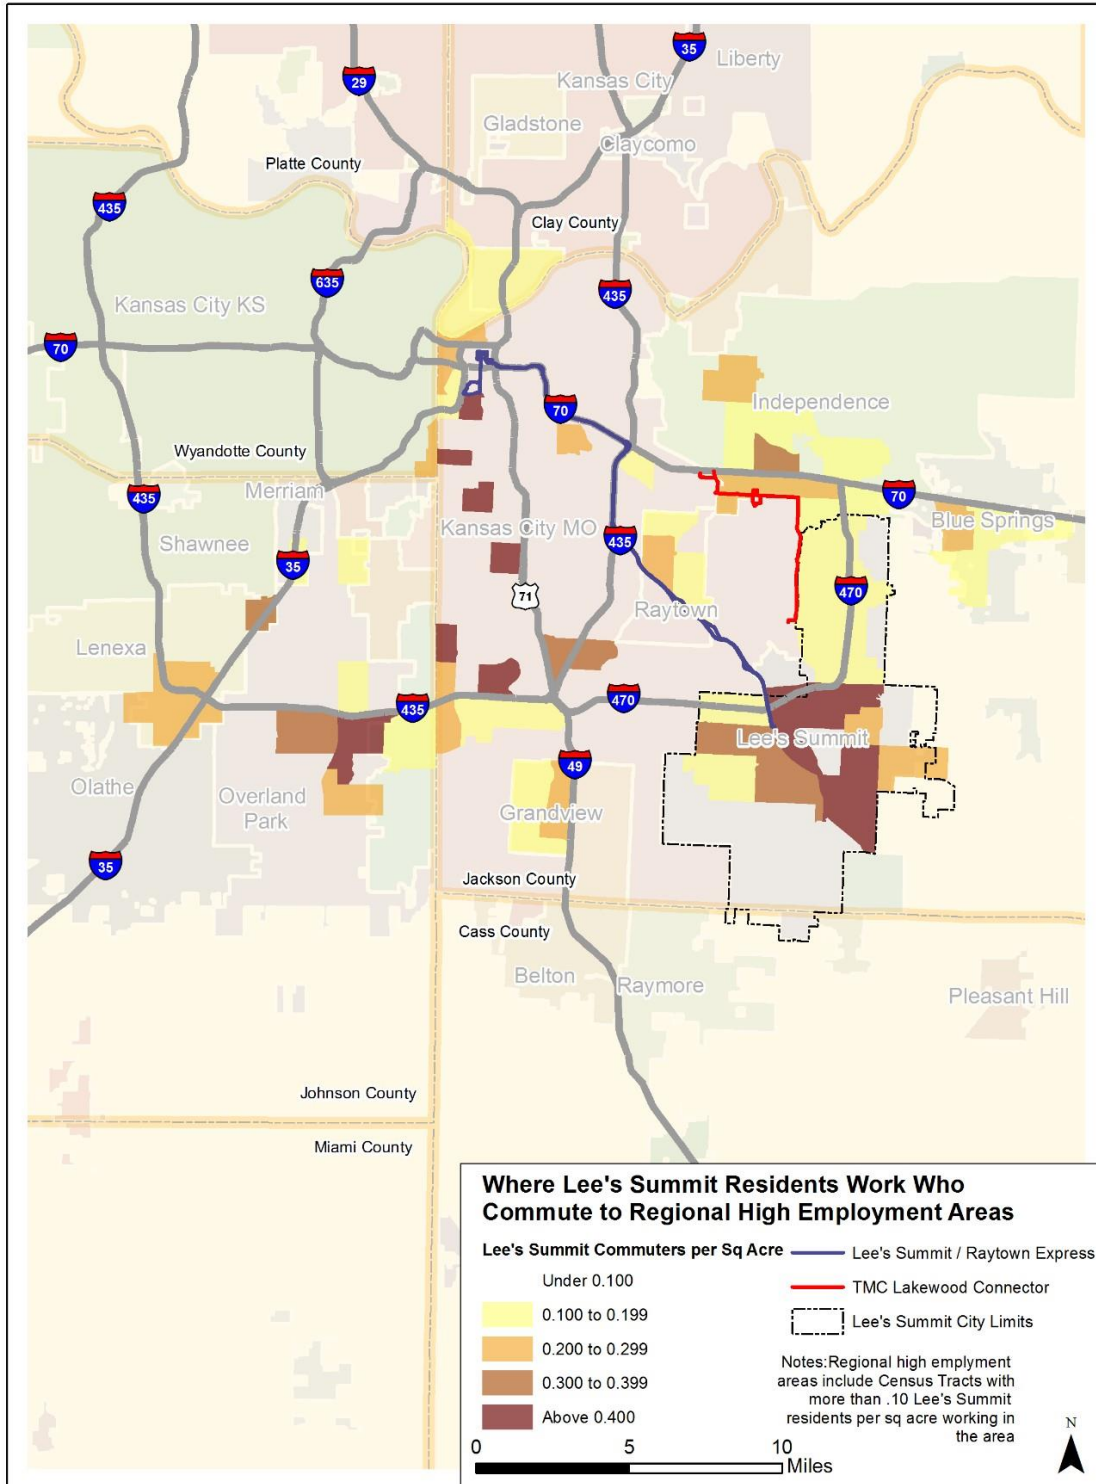 35
Liberty
29
Kansas City
Gladstone
Claycomo
Platte County
435
Clay County
635
435
Kansas City KS
70
Independence
70
Wyandotte County
Merriam
435
70
Blue Springs
Kansas City MO
Shawnee
435
35
71
470
Raytown
Lenexa
470
435
Lee's Summit
49
Olathe
Overland
Park
Grandview
35
Jackson County
Cass County
Belton
Raymore
Pleasant Hill
Johnson County
Miami County
Where Lee's Summit Residents Work Who
Commute to Regional High Employment Areas
Lee's Summit Commuters per Sq Acre
Under 0.100
0.100 to 0.199
0.200 to 0.299
0.300 to 0.399
Above 0.400
Lee's Summit / Raytown Express
TMC Lakewood Connector
Lee's Summit City Limits
Notes:Regional high emplyment
areas include Census Tracts with
more than .10 Lee's Summit
residents per sq acre working in
the area
N
0 5 10
Miles